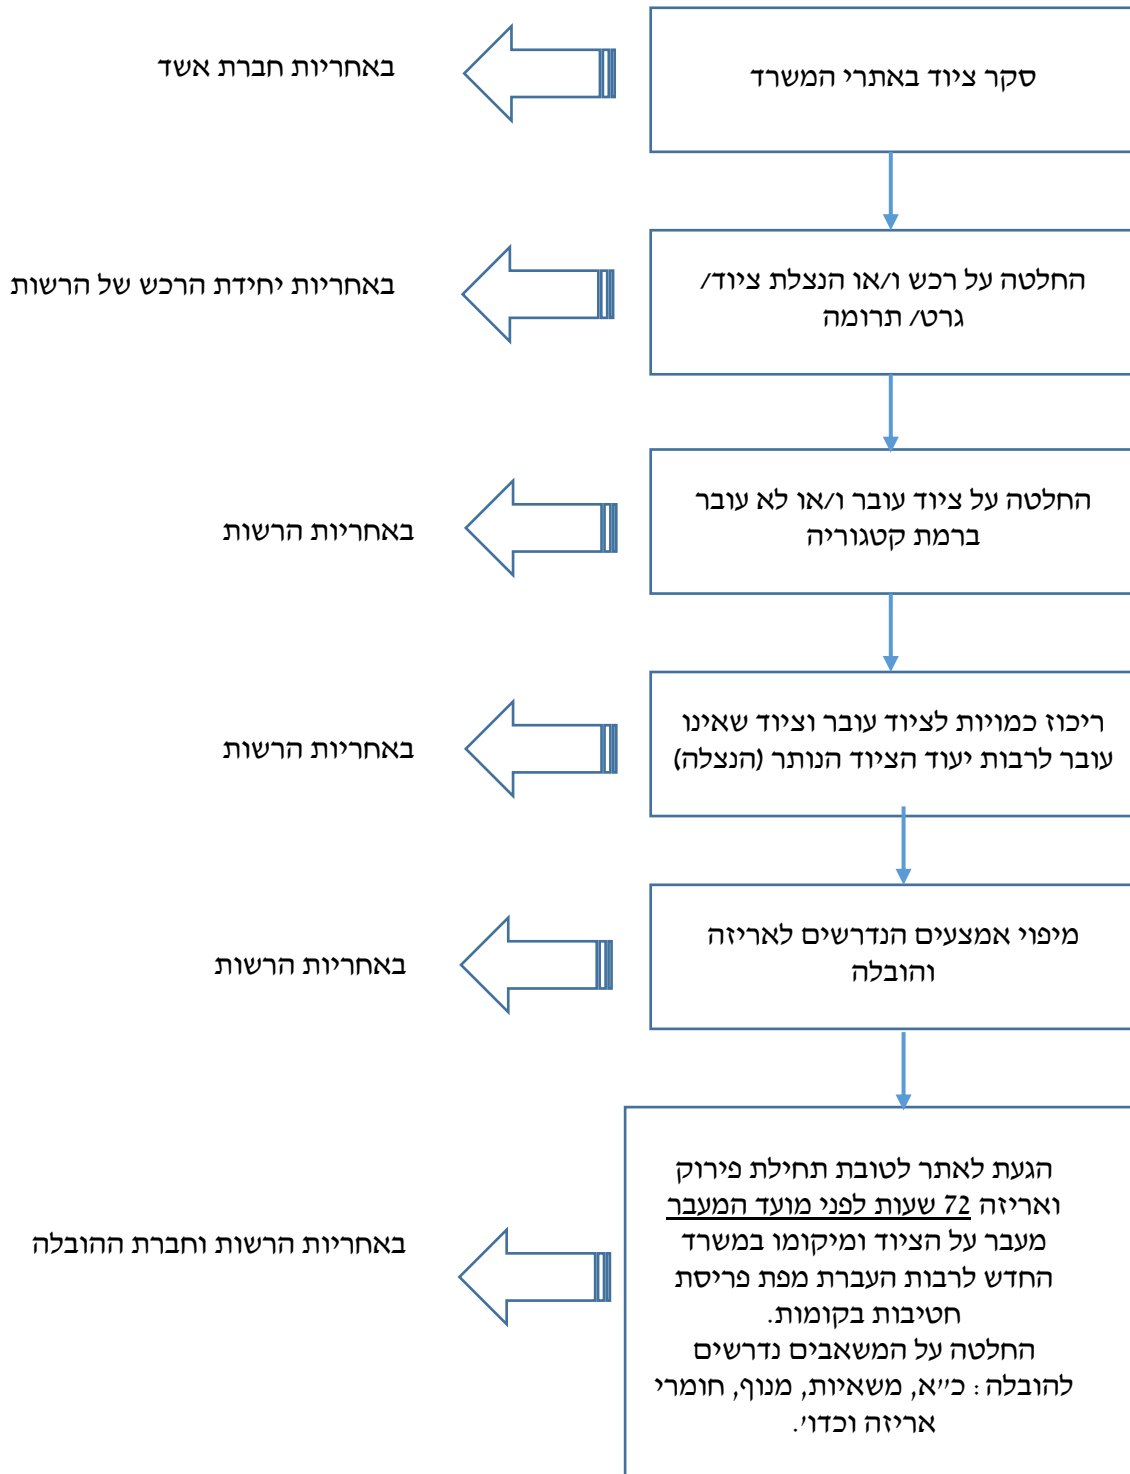 סקר ציוד באתרי המשרד
באחריות חברת אשד
החלטה על רכש ו/או הנצלת ציוד/
גרט/ תרומה
באחריות יחידת הרכש של הרשות
החלטה על ציוד עובר ו/או לא עובר
ברמת קטגוריה
באחריות הרשות
ריכוז כמויות לציוד עובר וציוד שאינו
עובר לרבות יעוד הציוד הנותר (הנצלה)
באחריות הרשות
מיפוי אמצעים הנדרשים לאריזה
והובלה
באחריות הרשות
הגעת לאתר לטובת תחילת פירוק
ואריזה 72 שעות לפני מועד המעבר
מעבר על הציוד ומיקומו במשרד
החדש לרבות העברת מפת פריסת
חטיבות בקומות.
החלטה על המשאבים נדרשים
להובלה: כ״א, משאיות, מנוף, חומרי
אריזה וכדו׳.
באחריות הרשות וחברת ההובלה